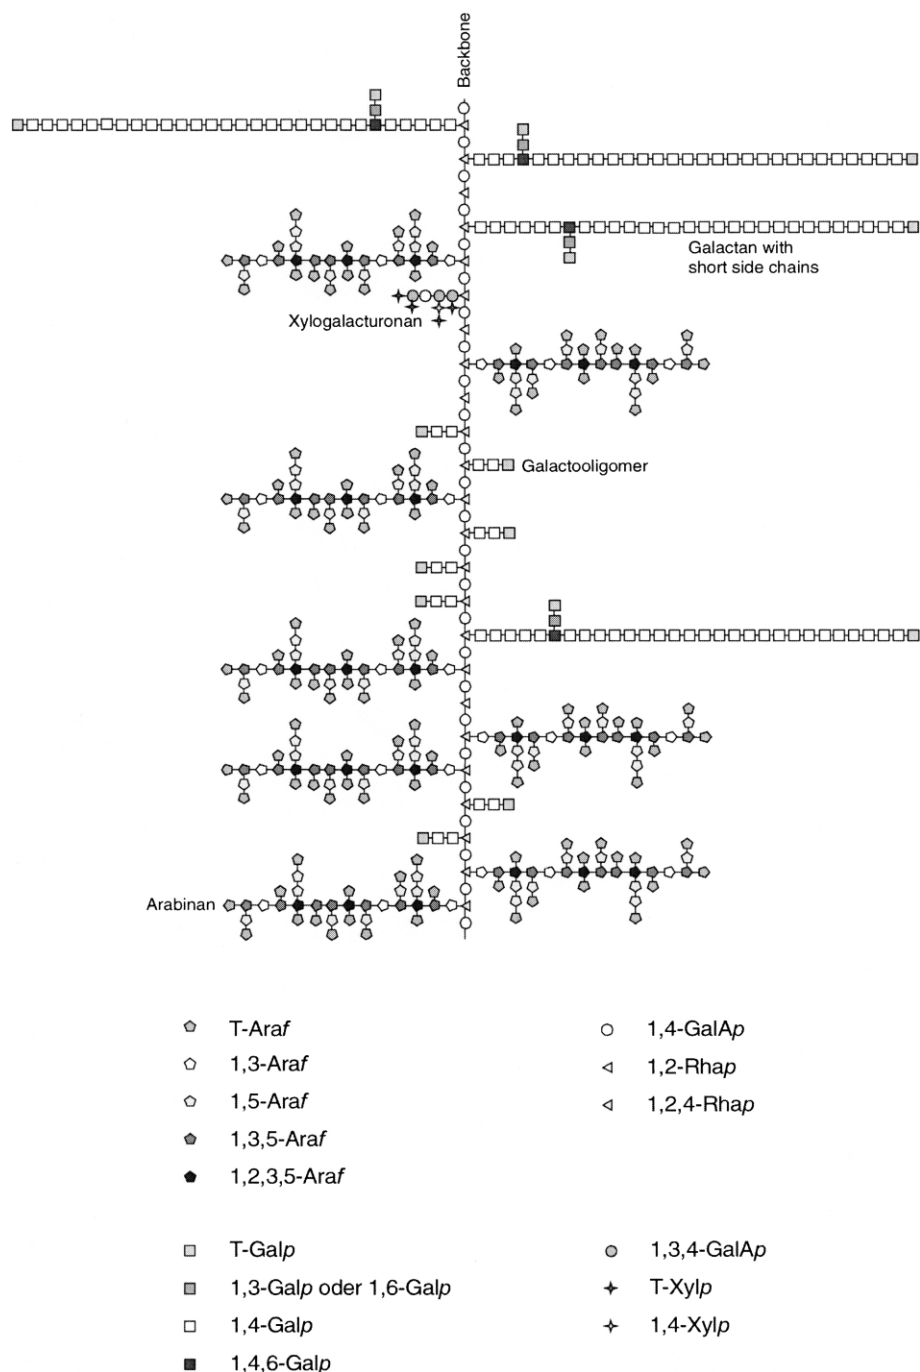 Backbone
Galactan with
short side chains
Xylogalacturonan
Galactooligomer
Arabinan
T-Araf
1,3-Araf
1,5-Araf
1,3,5-Araf
1,2,3,5-Araf
1,4-GalAp
1,2-Rhap
1,2,4-Rhap
T-Galp
1,3-Galp oder 1,6-Galp
1,4-Galp
1,4,6-Galp
1,3,4-GalAp
T-Xylp
1,4-Xylp